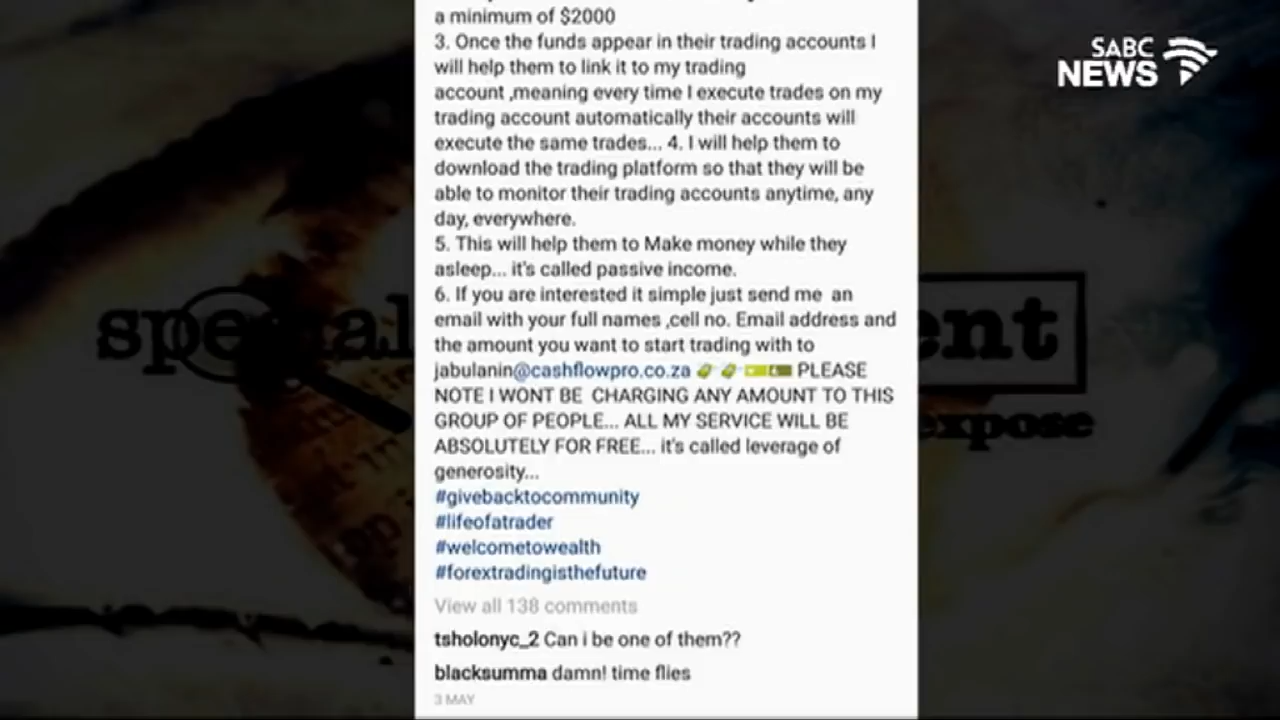 a minimum of $2000
3. Once the funds appear in their trading accounts I
will help them to link it to my trading
account ,meaning every time I execute trades on my
trading account automatically their accounts will
execute the same trades... 4. I will help them to
download the trading platform so that they will be
able to monitor their trading accounts anytime, any
day, everywhere.
5. This will help them to Make money while they
asleep... it's called passive income.
6. If you are interested it simple just send me an
email with your full names ,cell no. Email address and
the amount you want to start trading with to
jabulanin@cashflowpro.co.za PLEASE
NOTE I WONT BE CHARGING ANY AMOUNT TO THIS
GROUP OF PEOPLE... ALL MY SERVICE WILL BE
ABSOLUTELY FOR FREE... it's called leverage of
generosity...
#givebacktocommunity
#lifeofatrader
#welcometowealth
#forextradingisthefuture
View all 138 comments
tsholonyc_2 Can i be one of them??
blacksumma damn! time flies
3 MAY
SABC
NEWS
special
ent
expose